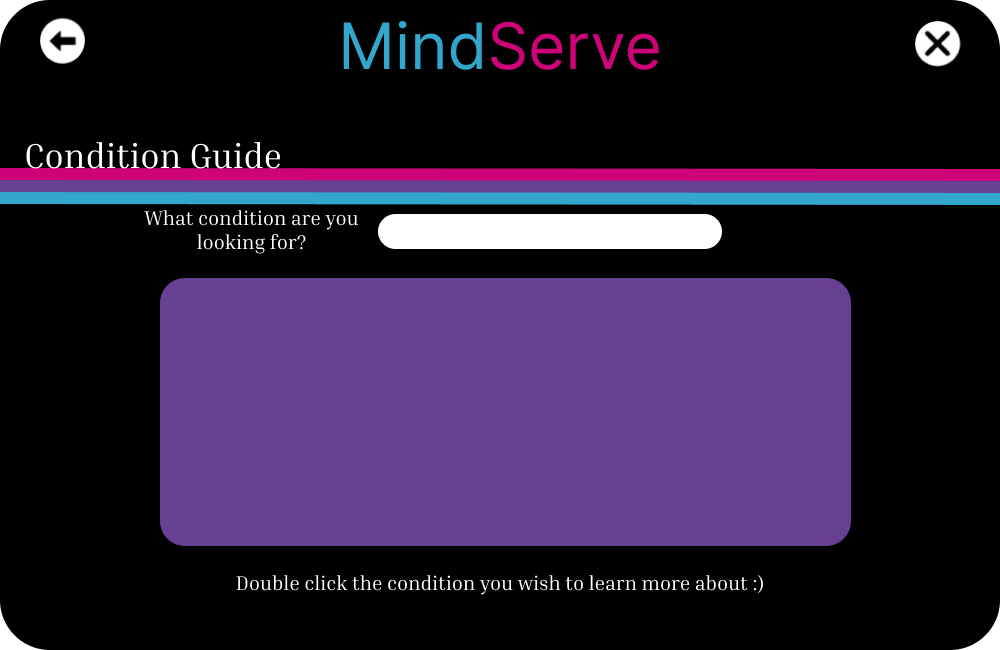 MindServe
Condition Guide
What condition are you
looking for?
Double click the condition you wish to learn more about :)